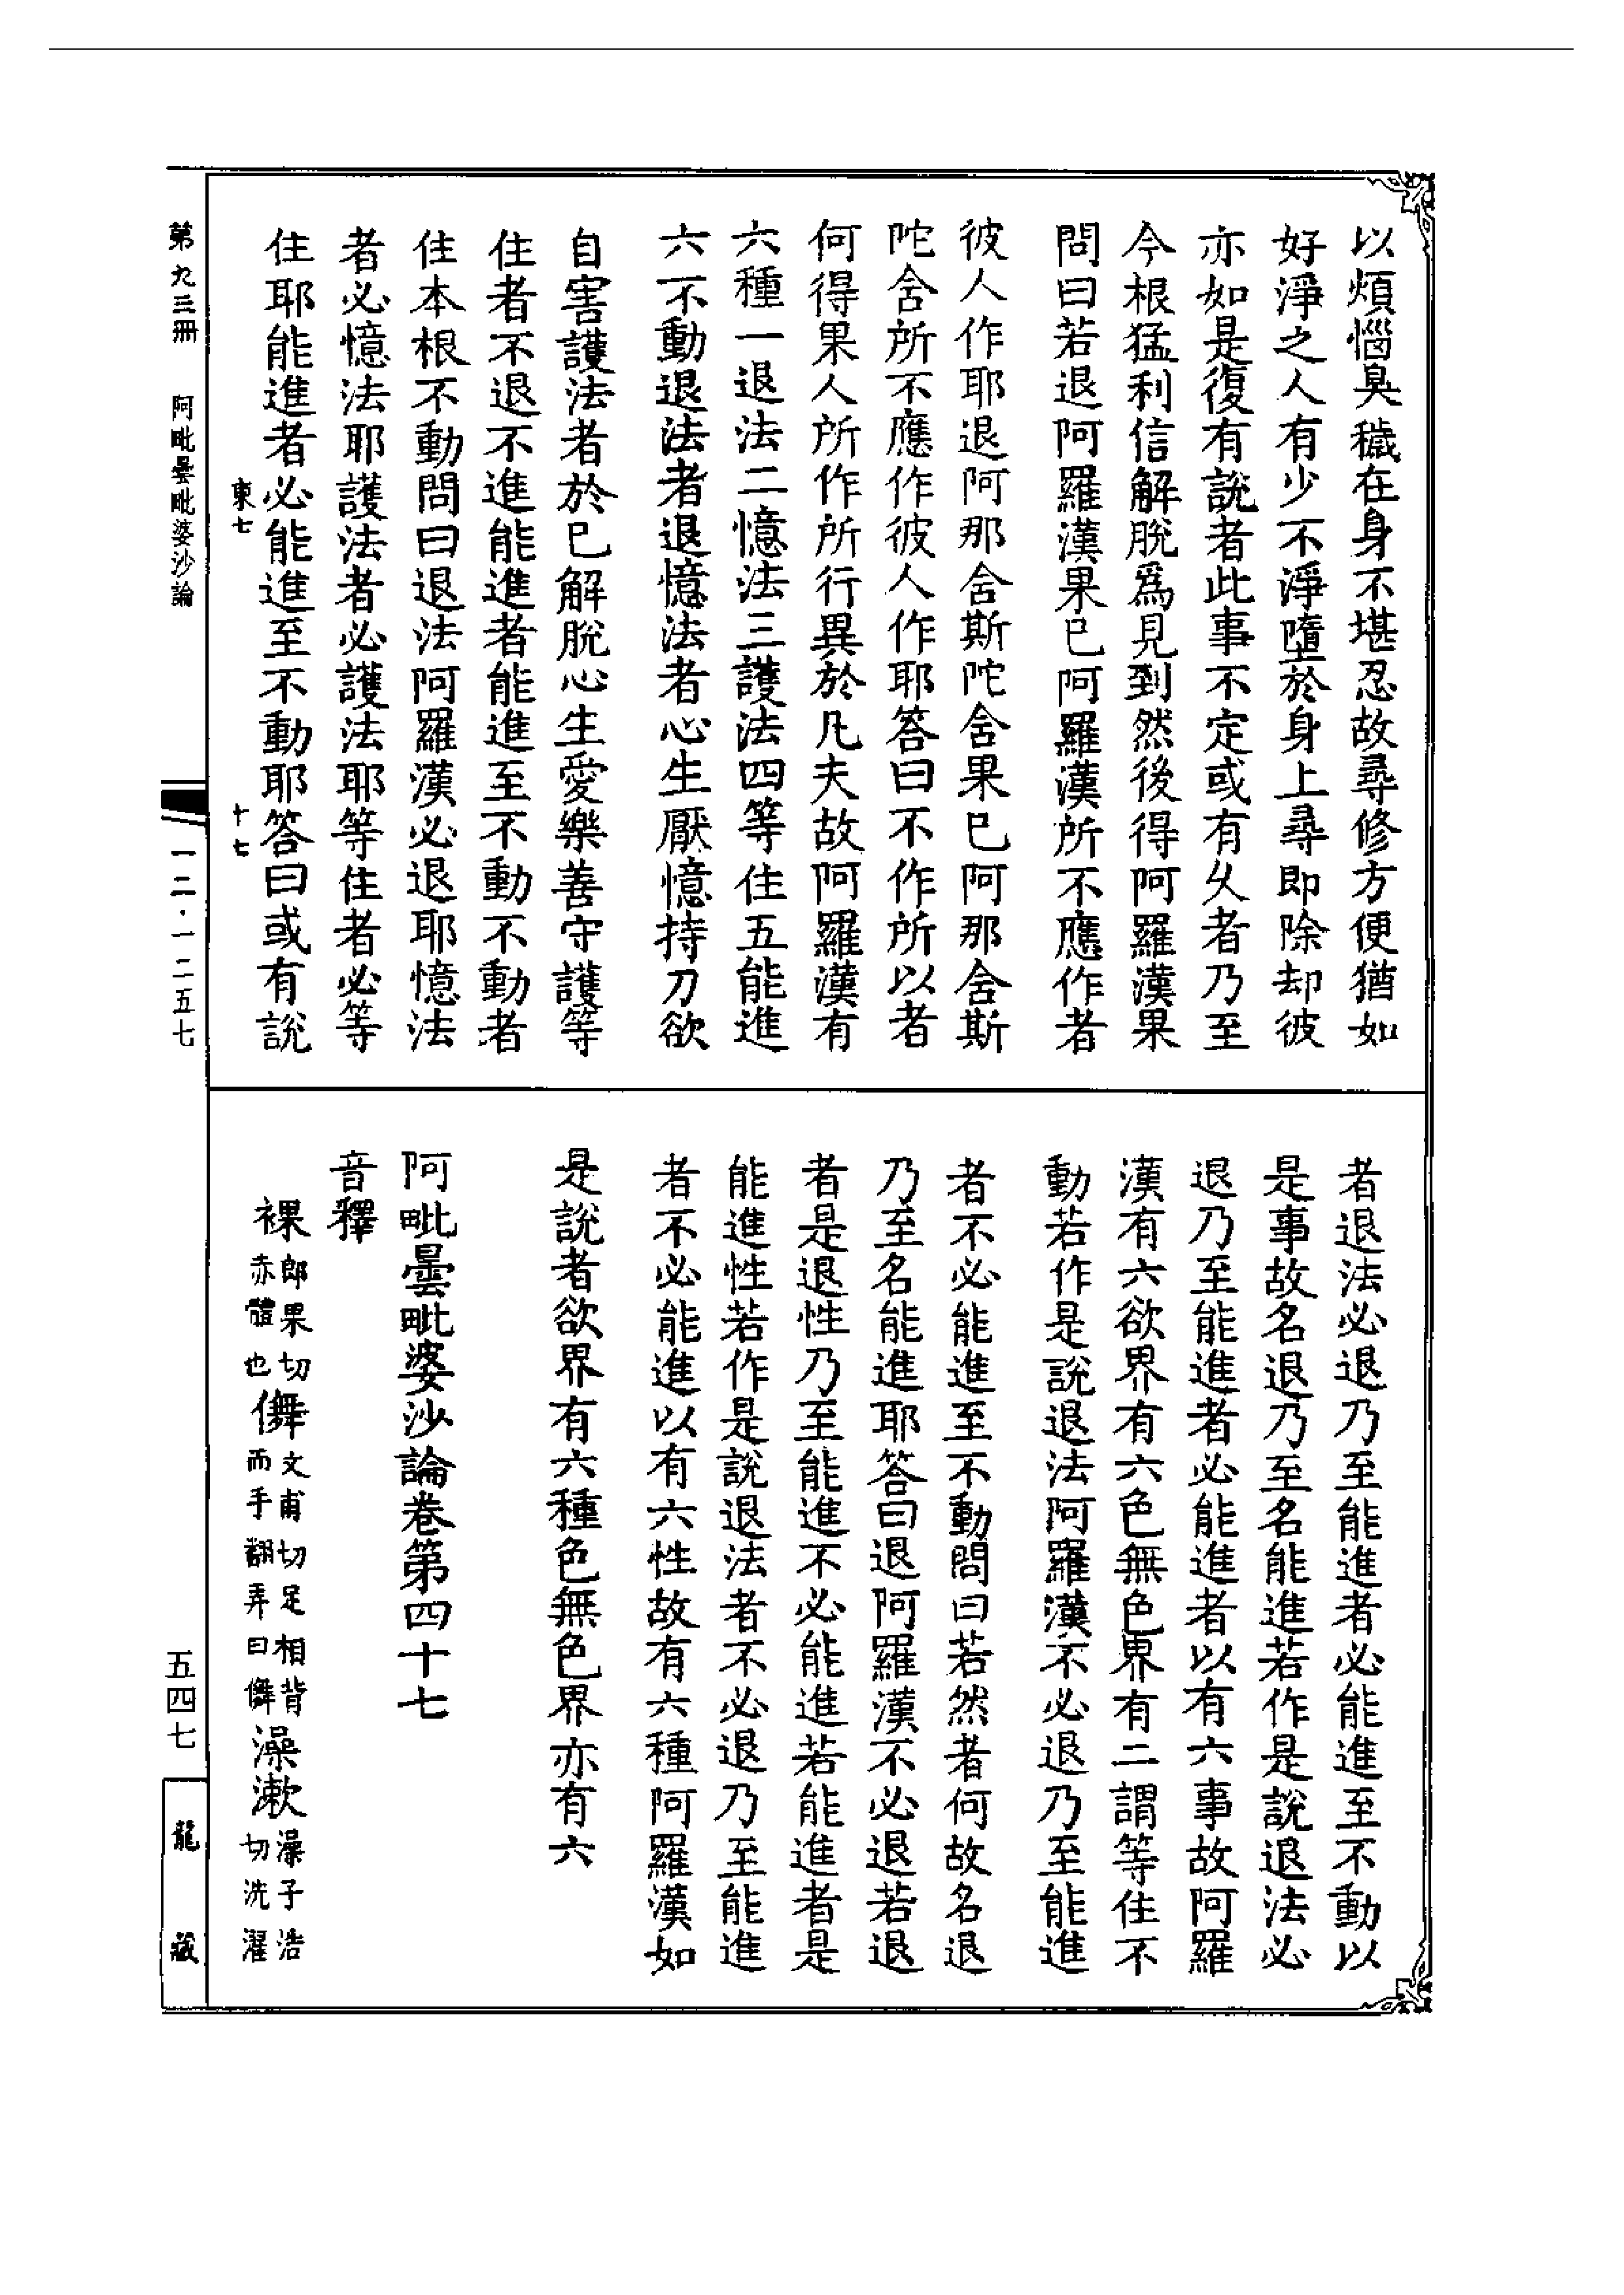 以煩惱臭穢在身不堪忍故尋修方便猶如
好淨之人有少不淨墮於身上尋即除却彼
亦如是復有說者此事不定或有久者乃至
今根猛利信解脫爲見到然後得阿羅漢果
問曰若退阿羅漢果已阿羅漢所不應作者
彼人作耶退阿那舍斯陀舍果已阿那舍斯
陀舍所不應作彼人作耶答曰不作所以者
何得果人所作所行異於凡夫故阿羅漢有
六種一退法二憶法三護法四等住五能進
六不動退法者退憶法者心生厭憶持刀欲
自害護法者於已解脫心生愛樂善守護等
住者不退不進能進者能進至不動不動者
住本根不動問曰退法阿羅漢必退耶憶法
者必憶法耶護法者必護法耶等住者必等
住耶能進者必能進至不動耶答曰或有說
東七 十七
者退法必退乃至能進者必能進至不動以
是事故名退乃至名能進若作是說退法必
退乃至能進者必能進者以有六事故阿羅
漢有六欲界有六色無色界有二謂等住不
動若作是說退法阿羅漢不必退乃至能進
者不必能進至不動問曰若然者何故名退
乃至名能進耶答曰退阿羅漢不必退若退
者是退性乃至能進不必能進若能進者是
能進性若作是說退法者不必退乃至能進
者不必能進以有六性故有六種阿羅漢如
是說者欲界有六種色無色界亦有六
阿毗曇毗婆沙論卷第四十七
音釋
裸郎果切赤體也儛文甫切足相背而手翻弄曰儛澡漱澡子浩切洗濯
第九三冊 阿毗曇毗婆沙論 一二·一二五七 五四七 龍藏